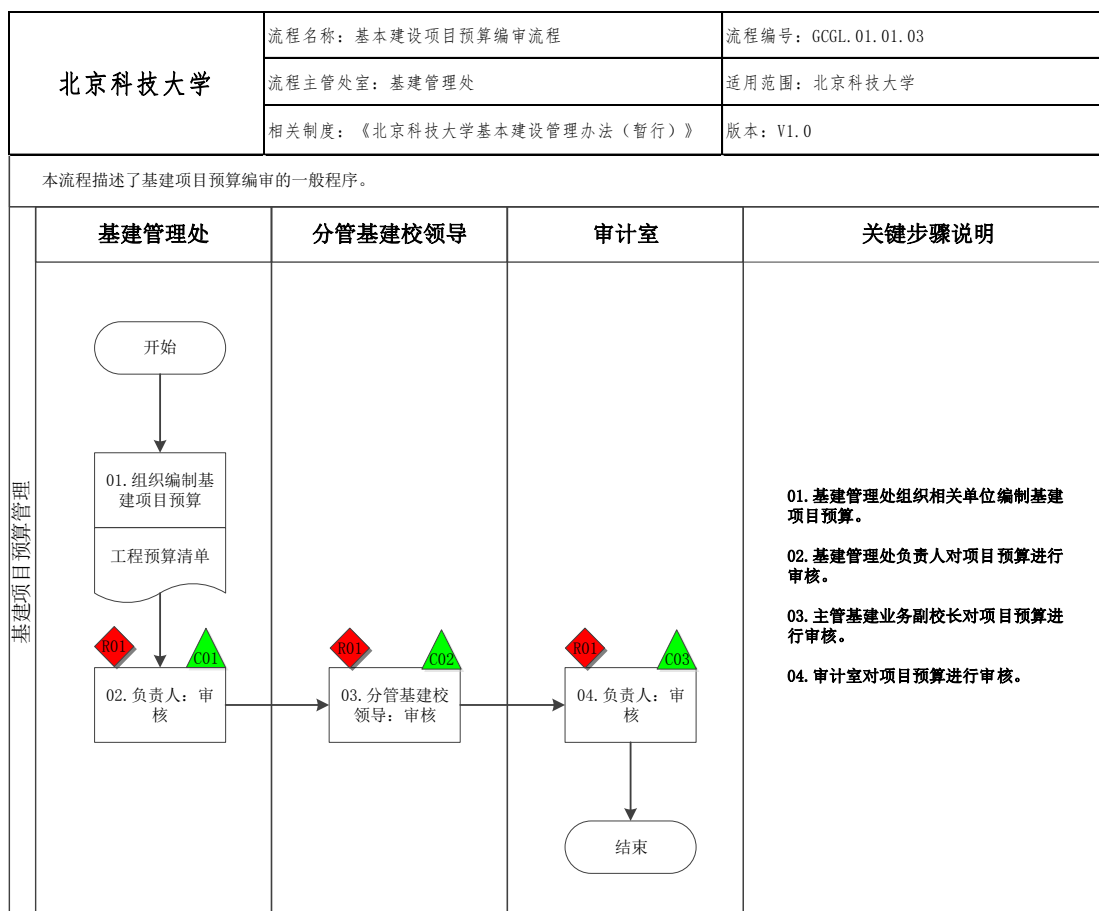 北京科技大学
流程名称：基本建设项目预算编审流程
流程编号：GCGL.01.01.03
流程主管处室：基建管理处
适用范围：北京科技大学
相关制度：《北京科技大学基本建设管理办法（暂行）》
版本：V1.0
本流程描述了基建项目预算编审的一般程序。
基建项目预算管理
基建管理处
分管基建校领导
审计室
关键步骤说明
开始
01.组织编制基
建项目预算
工程预算清单
R01
C01
02.负责人：审
核
R01
C02
03.分管基建校
领导：审核
R01
C03
04.负责人：审
核
结束
01.基建管理处组织相关单位编制基建
项目预算。
02.基建管理处负责人对项目预算进行
审核。
03.主管基建业务副校长对项目预算进
行审核。
04.审计室对项目预算进行审核。